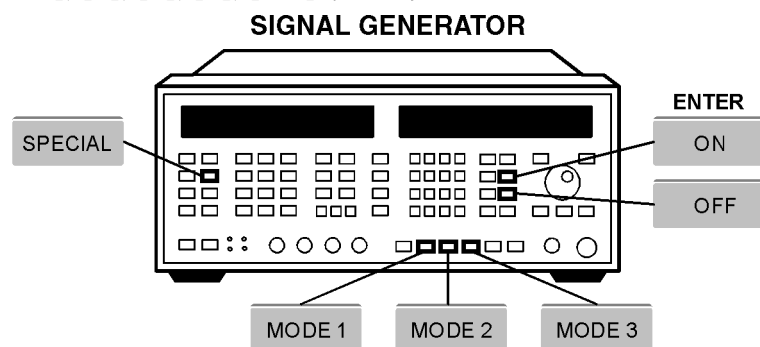 SIGNAL GENERATOR
ENTER
SPECIAL
ON
OFF
MODE 1
MODE 2
MODE 3